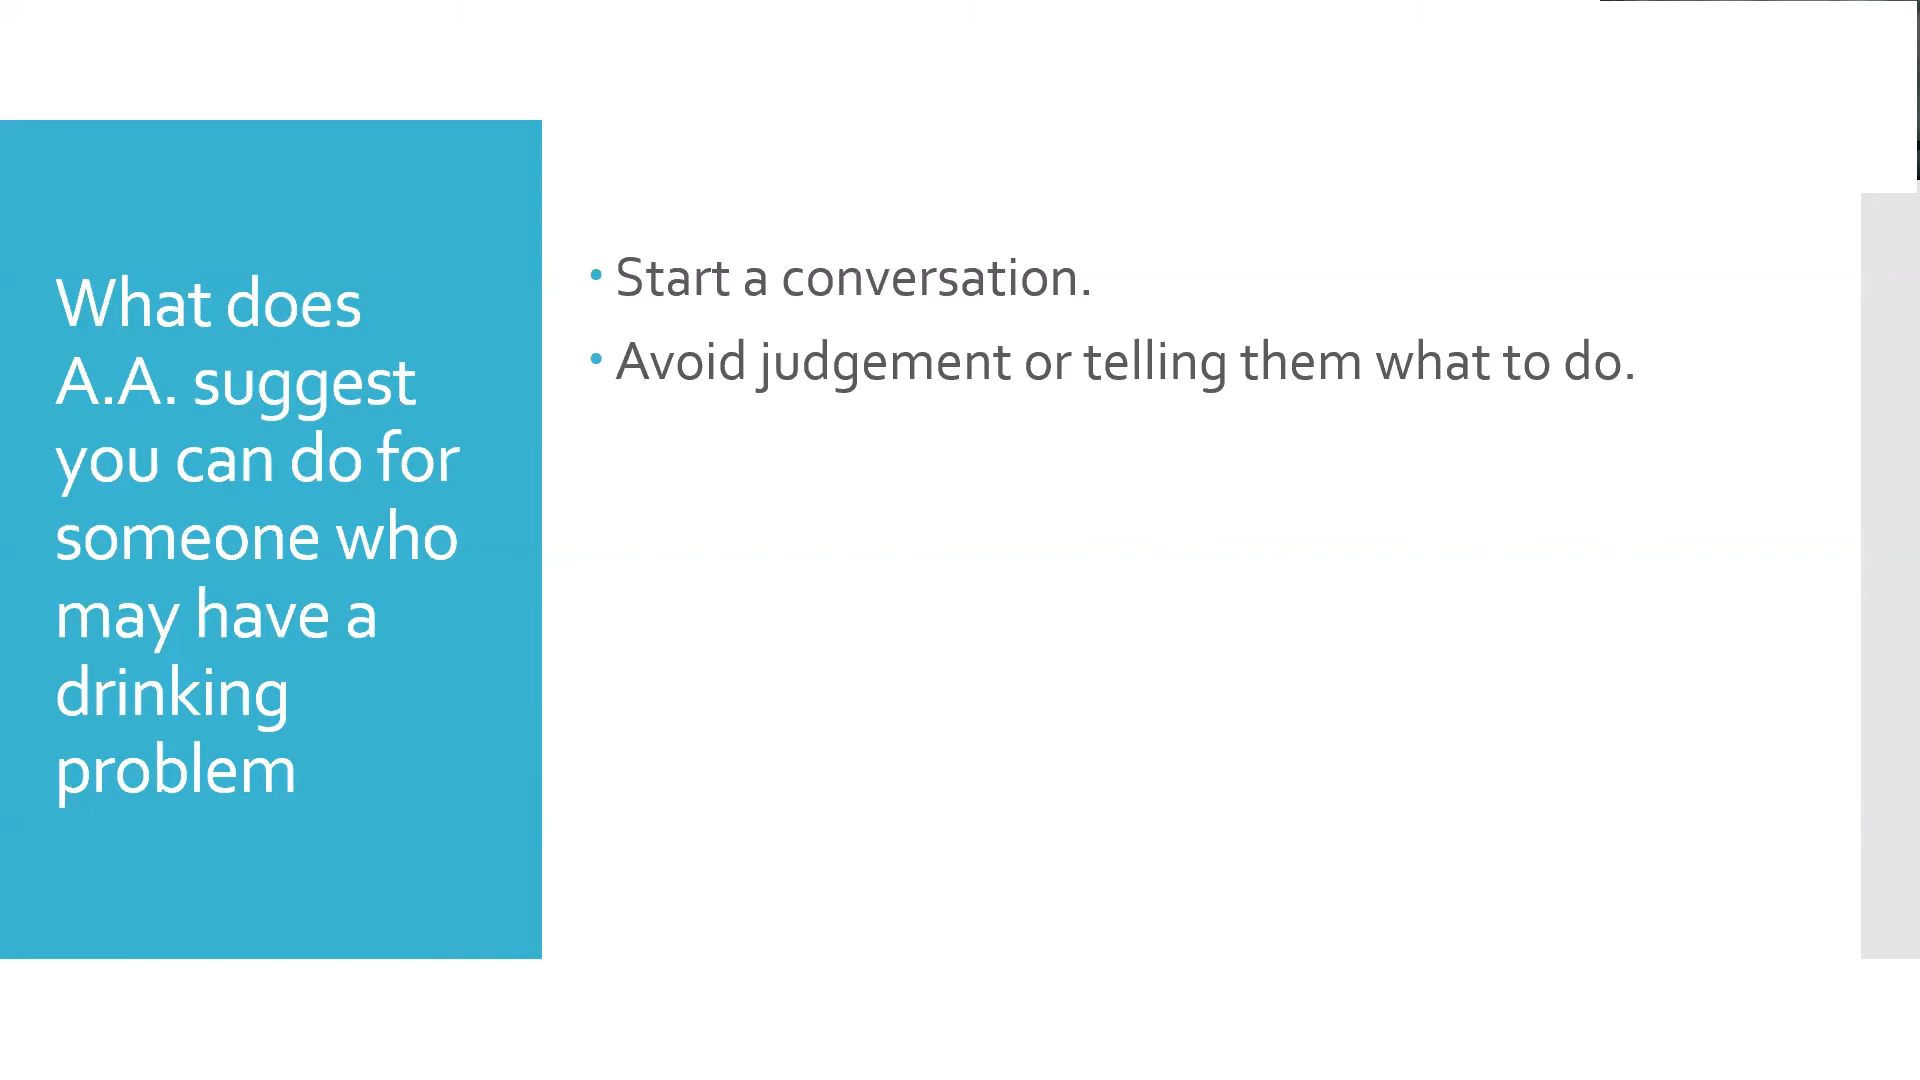 What does
A.A. suggest
you can do for
someone who
may have a
drinking
problem
• Start a conversation.
• Avoid judgement or telling them what to do.